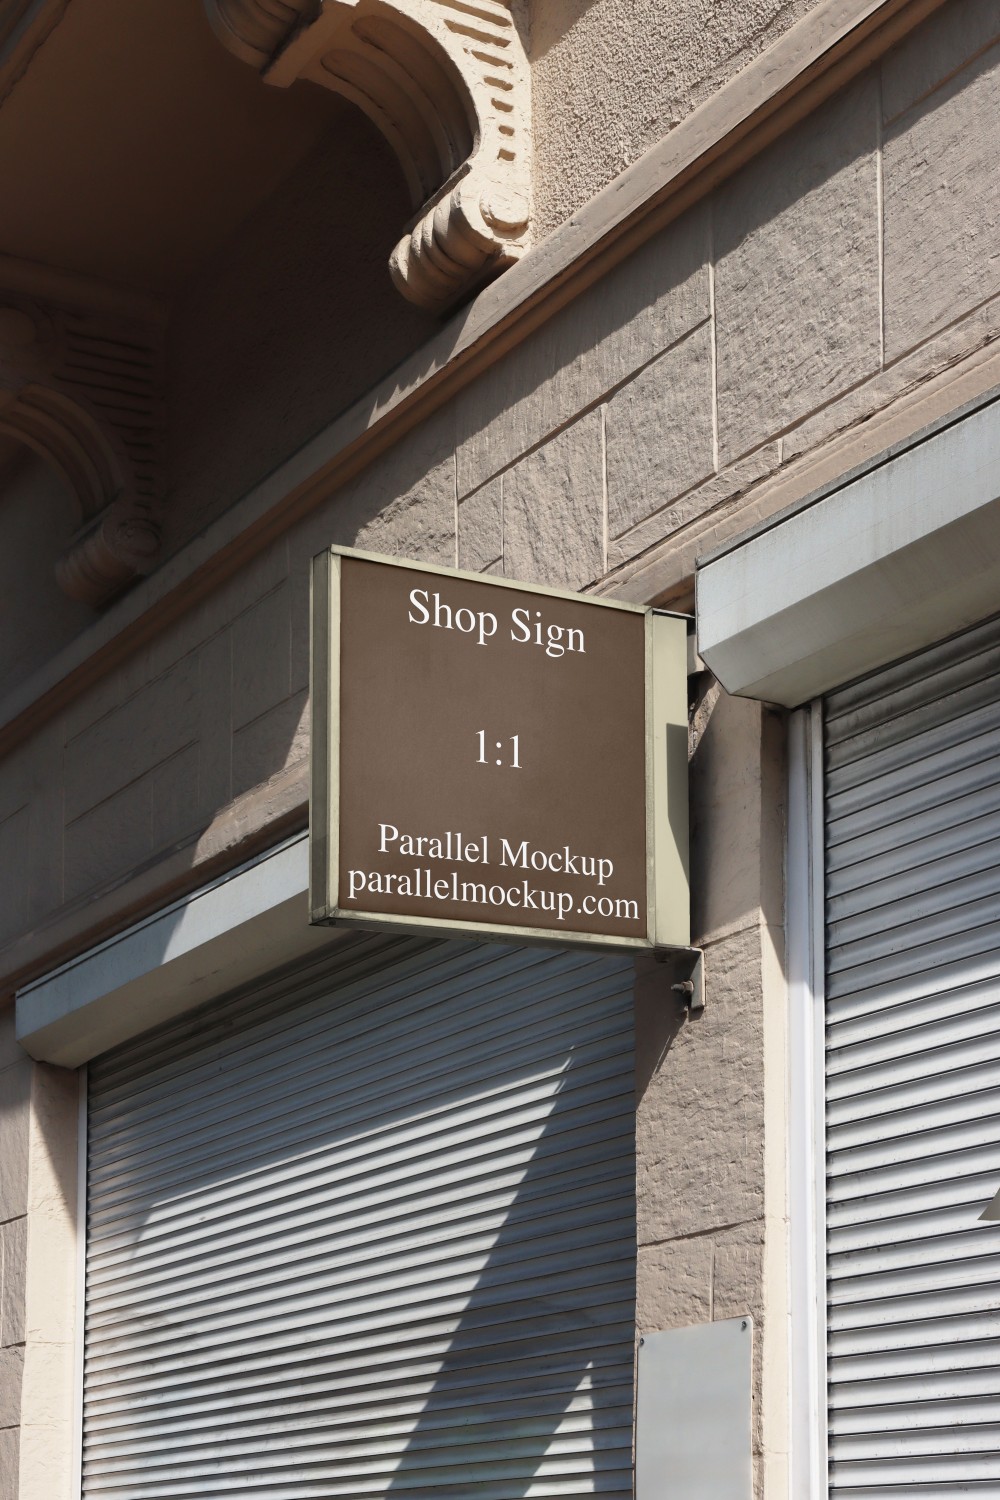 Shop Sign
1:1
Parallel Mockup
parallelmockup.com